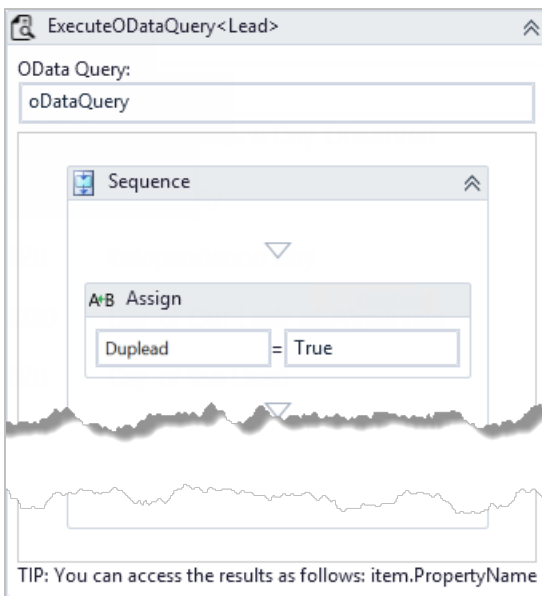 ExecuteODataQuery<Lead>
OData Query:
oDataQuery
Sequence
A+B Assign
Duplead = True
TIP: You can access the results as follows: item.PropertyName